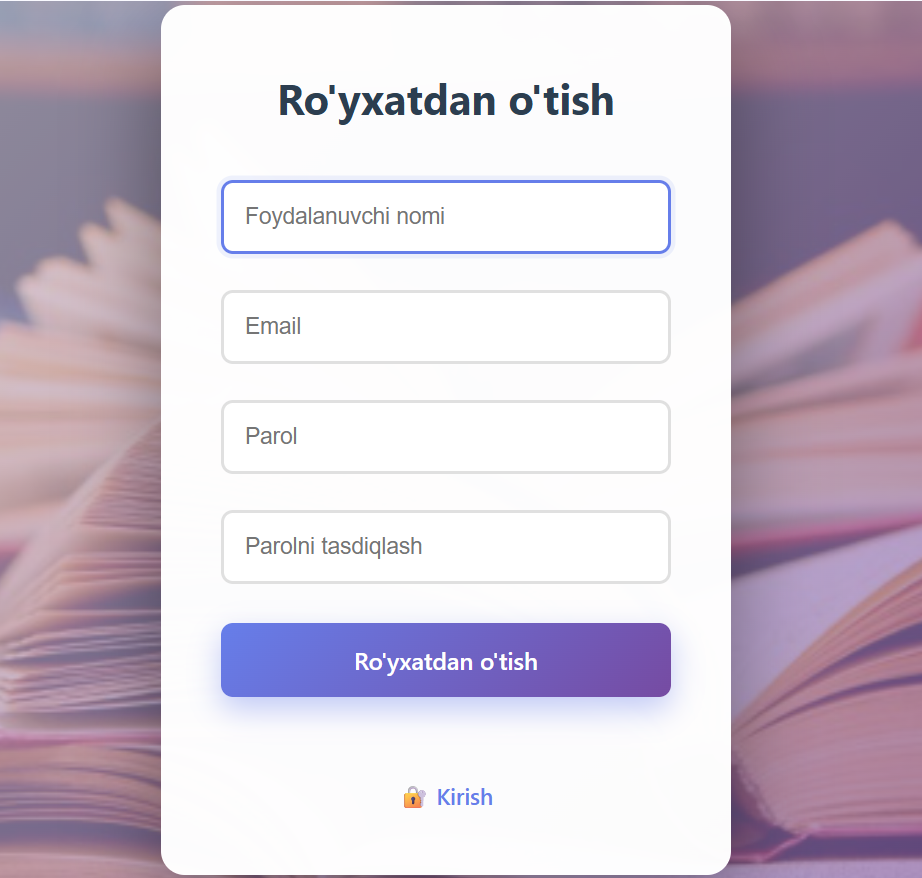 Ro'yxatdan o'tish
Foydalanuvchi nomi
Email
Parol
Parolni tasdiqlash
Ro'yxatdan o'tish
🔐 Kirish